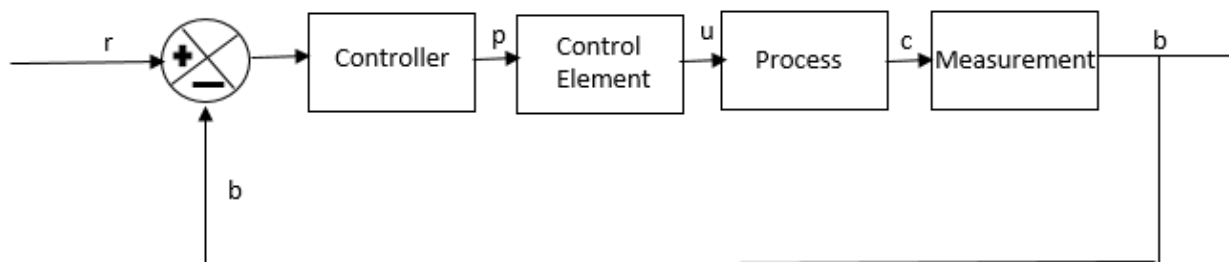 r
+
−
Controller
p
Control
Element
u
Process
c
Measurement
b
b